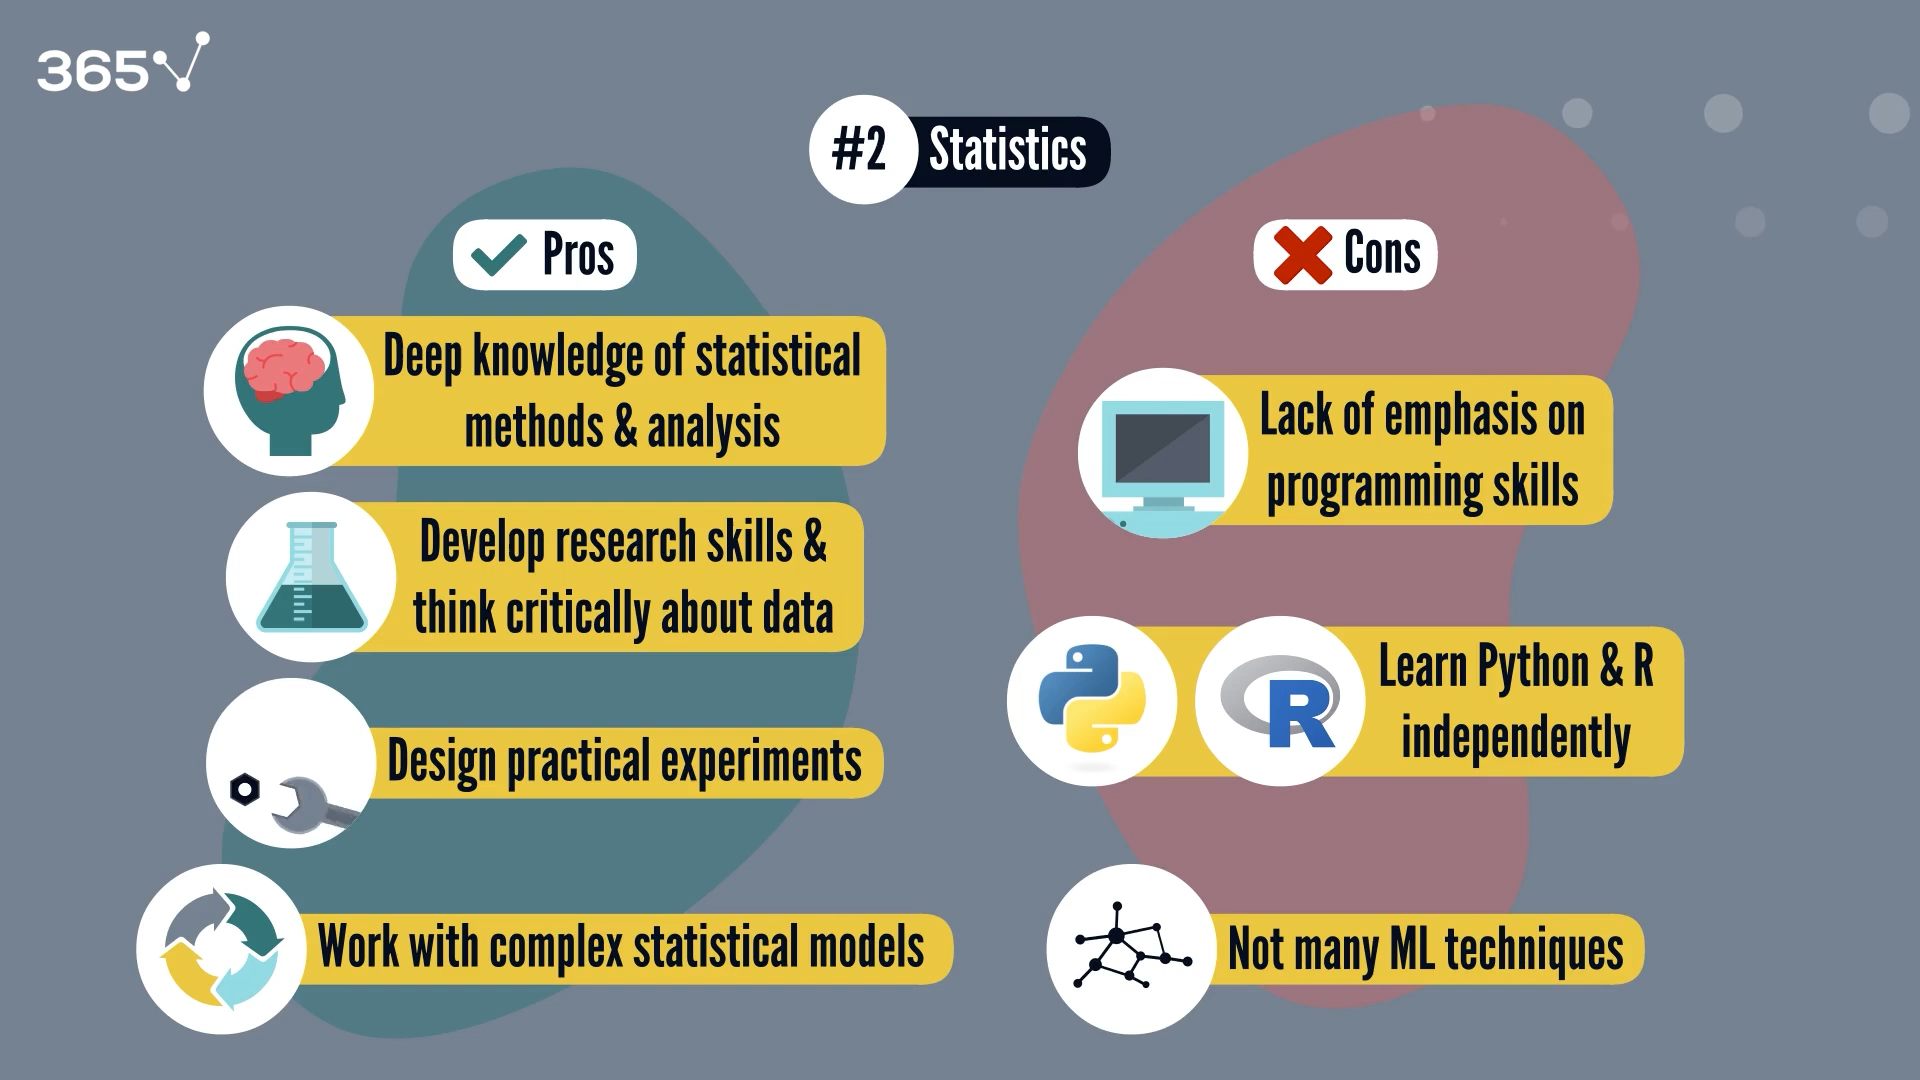 365
#2 Statistics
Pros
Deep knowledge of statistical
methods & analysis
Develop research skills &
think critically about data
Design practical experiments
Work with complex statistical models
Cons
Lack of emphasis on
programming skills
R
Learn Python & R
independently
Not many ML techniques